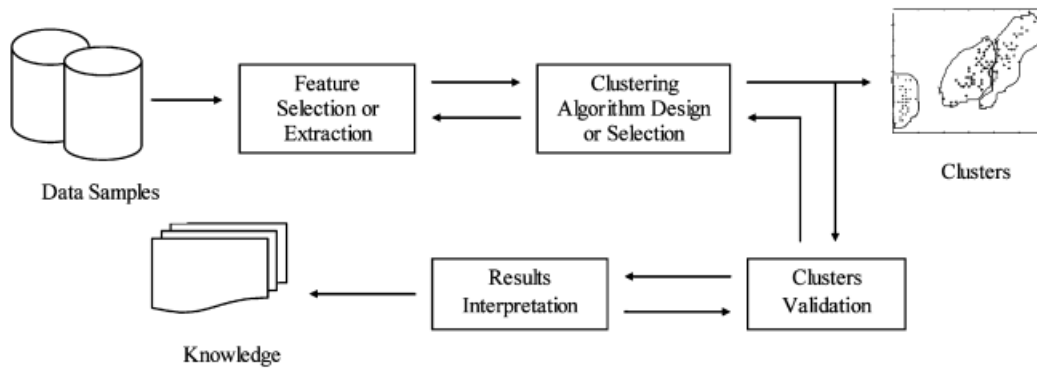 Feature
Selection or
Extraction
Clustering
Algorithm Design
or Selection
Clusters
Data Samples
Clusters
Validation
Results
Interpretation
Knowledge